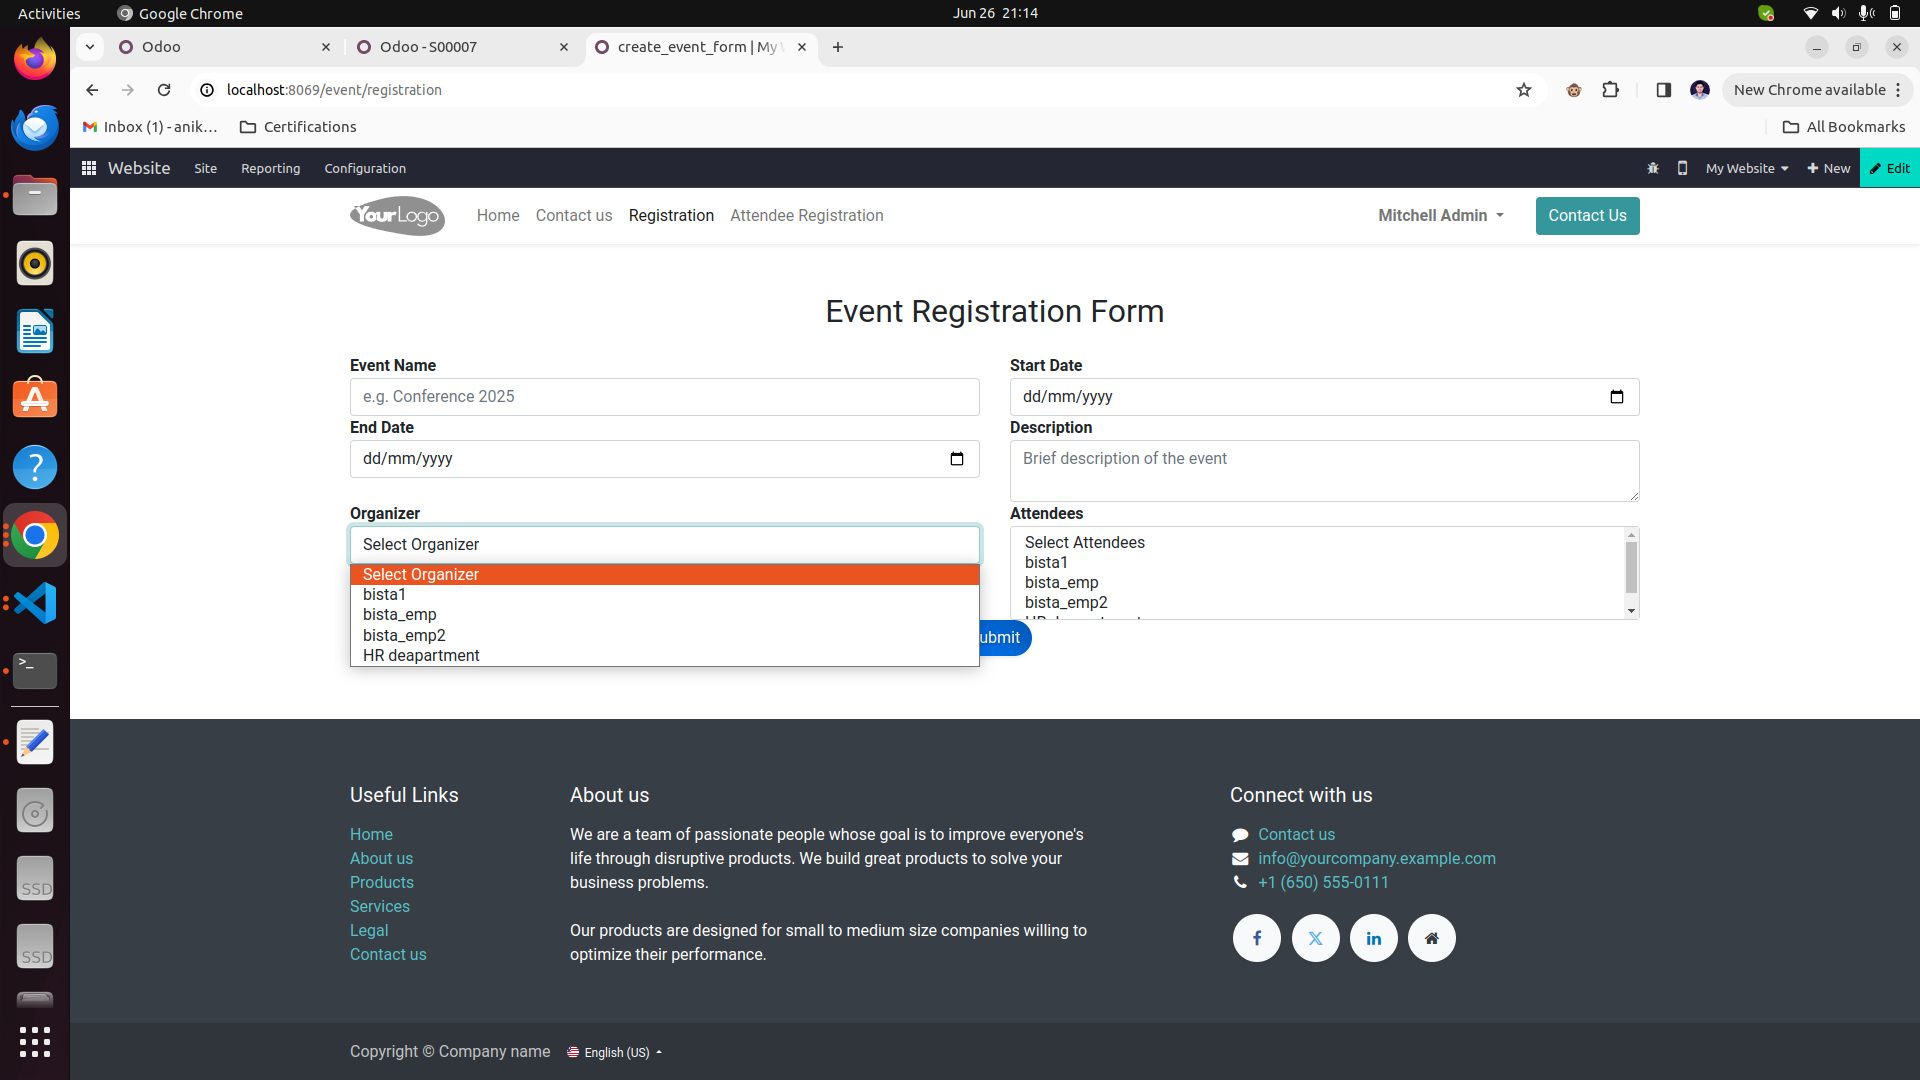 Activities
Google Chrome
Jun 26 21:14
Odoo
Odoo - S00007
create_event_form | My
localhost:8069/event/registration
New Chrome available
Inbox (1) - anik...
Certifications
All Bookmarks
Website
Site
Reporting
Configuration
My Website
New
Edit
YourLogo
Home
Contact us
Registration
Attendee Registration
Mitchell Admin
Contact Us
Event Registration Form
Event Name
e.g. Conference 2025
Start Date
dd/mm/yyyy
End Date
dd/mm/yyyy
Description
Brief description of the event
Organizer
Select Organizer
Select Organizer
bista1
bista_emp
bista_emp2
HR deapartment
Attendees
Select Attendees
bista1
bista_emp
bista_emp2
ubmit
Useful Links
Home
About us
Products
Services
Legal
Contact us
About us
We are a team of passionate people whose goal is to improve everyone's
life through disruptive products. We build great products to solve your
business problems.
Our products are designed for small to medium size companies willing to
optimize their performance.
Connect with us
Contact us
info@yourcompany.example.com
+1 (650) 555-0111
SSD
SSD
Copyright © Company name
English (US)